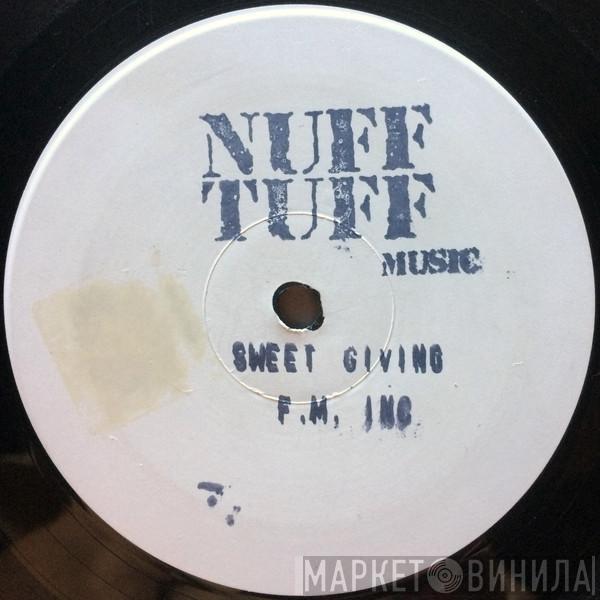 NUFF
TUFF
MUSIC
SWEET GIVING
F.M. INC
МАРКЕТ ВИНИЛА